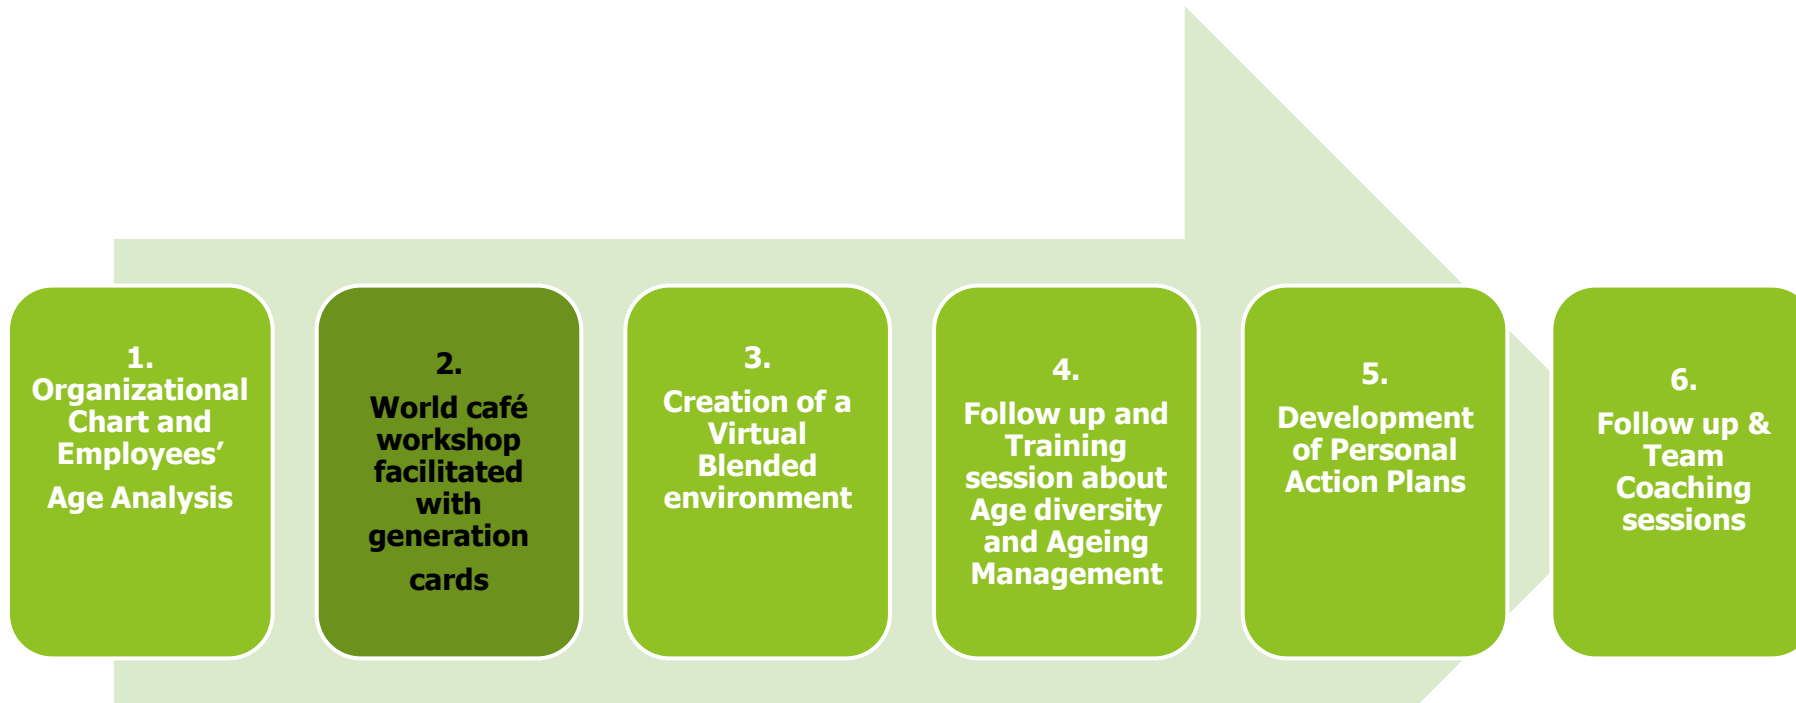 1.
Organizational
Chart and
Employees’
Age Analysis
2.
World café
workshop
facilitated
with
generation
cards
3.
Creation of a
Virtual
Blended
environment
4.
Follow up and
Training
session about
Age diversity
and Ageing
Management
5.
Development
of Personal
Action Plans
6.
Follow up &
Team
Coaching
sessions